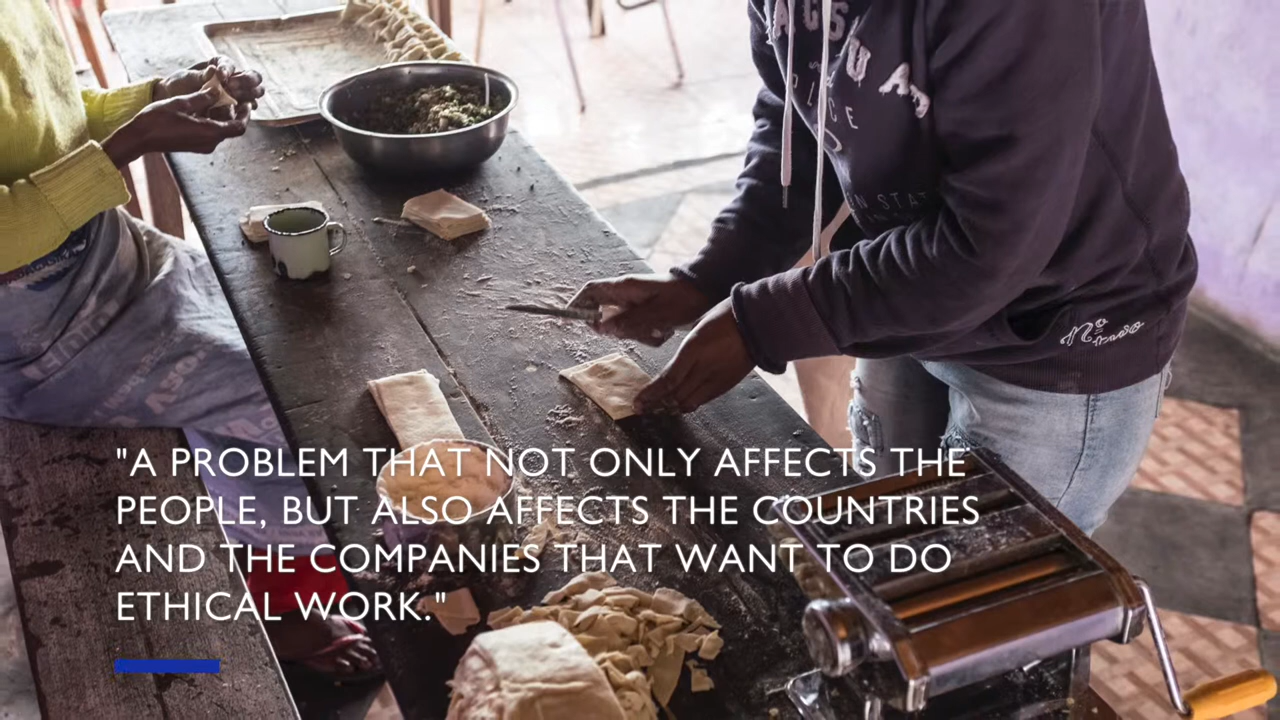 "A PROBLEM THAT NOT ONLY AFFECTS THE
PEOPLE, BUT ALSO AFFECTS THE COUNTRIES
AND THE COMPANIES THAT WANT TO DO
ETHICAL WORK."